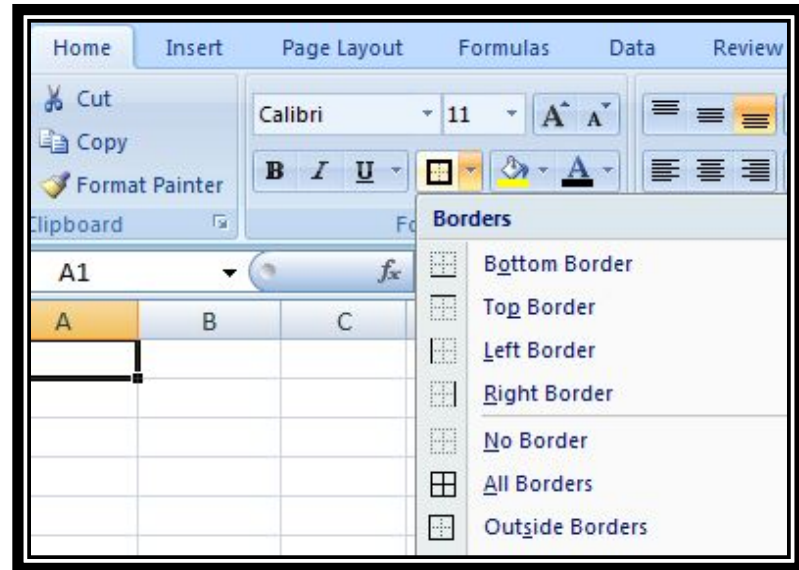 Home Insert Page Layout Formulas Data Review
Cut
Copy
Format Painter
Clipboard
Calibri 11 A A
B I U A
Borders
Bottom Border
Top Border
Left Border
Right Border
No Border
All Borders
Outside Borders
A1 fx
A B C